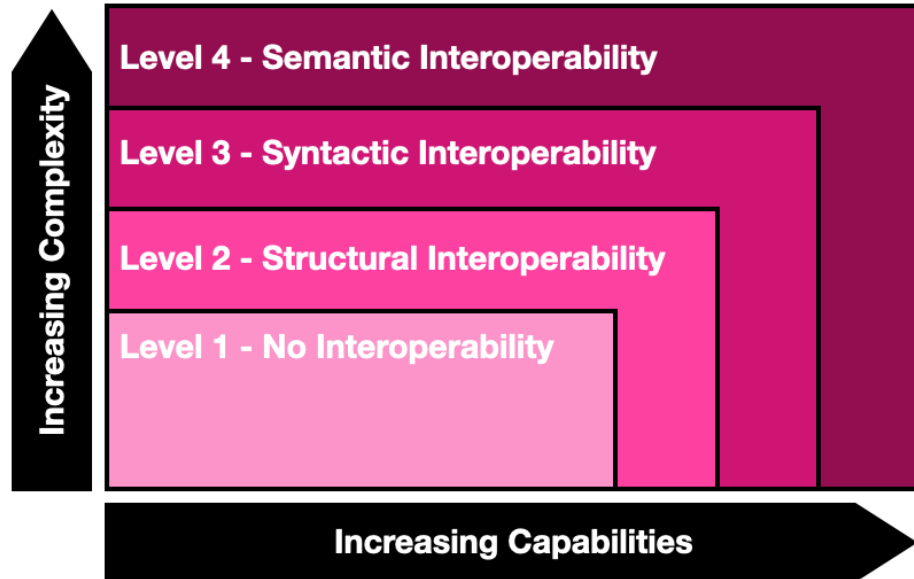 Increasing Complexity
Level 4 - Semantic Interoperability
Level 3 - Syntactic Interoperability
Level 2 - Structural Interoperability
Level 1 - No Interoperability
Increasing Capabilities